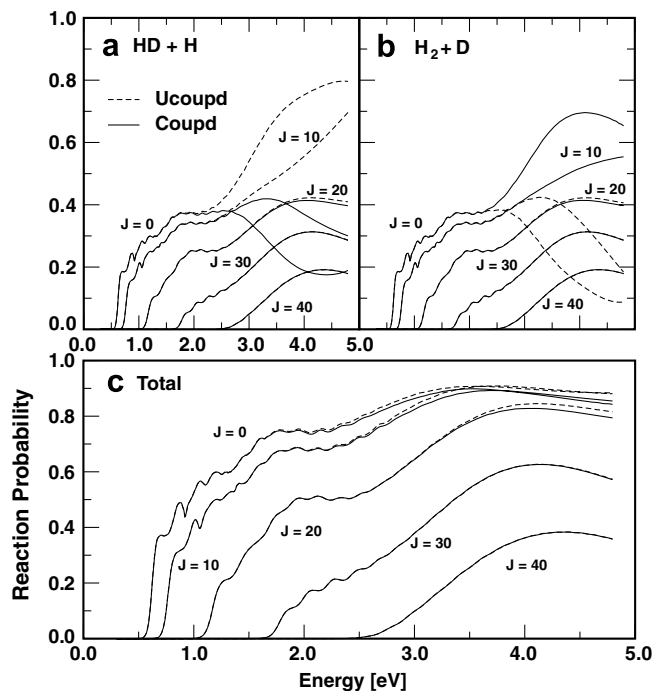 a HD + H
b H2 + D
1.0
0.8
0.6
0.4
0.2
0.0
Ucoupd
Coupd
J = 10
J = 20
J = 0
J = 30
J = 40
J = 10
J = 20
J = 0
J = 30
J = 40
0.0 1.0 2.0 3.0 4.0 5.0 0.0 1.0 2.0 3.0 4.0 5.0
c Total
1.0
0.8
0.6
0.4
0.2
0.0
Reaction Probability
J = 0
J = 10
J = 20
J = 30
J = 40
0.0 1.0 2.0 3.0 4.0 5.0
Energy [eV]